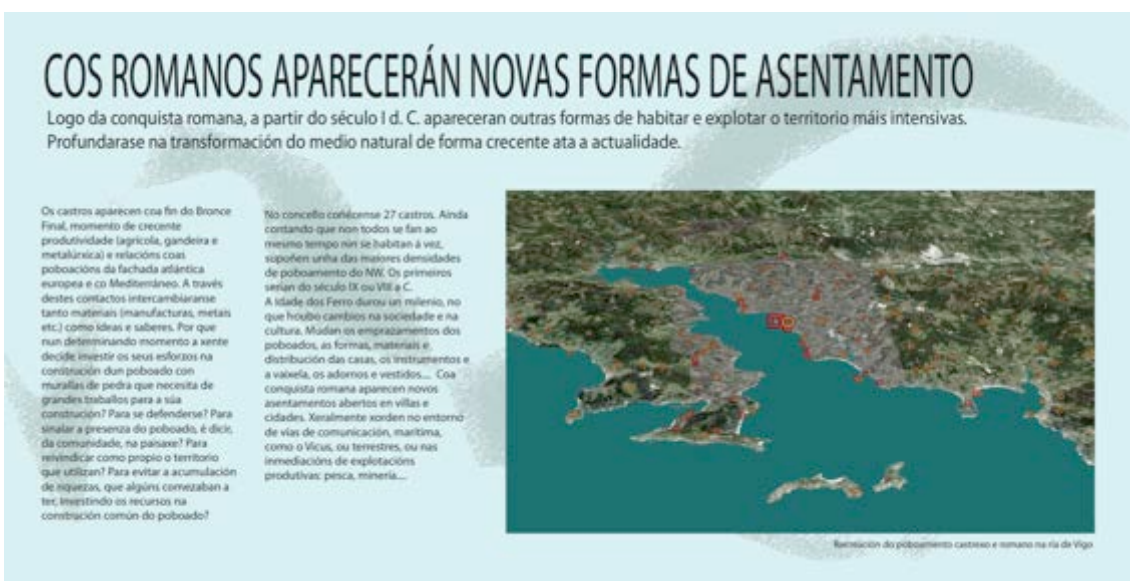 COS ROMANOS APARECERÁN NOVAS FORMAS DE ASENTAMENTO
Logo da conquista romana, a partir do século I d. C. apareceran outras formas de habitar e explotar o territorio máis intensivas.
Profundarase na transformación do medio natural de forma crecente ata a actualidade.
Os castros aparecen coa fin do Bronce
Final, momento de crecente
produtividade (agrícola, gandeira e
metalúrxica) e relacións coas
poboacións da fachada atlántica
europea e co Mediterráneo. A través
destes contactos intercambiaranse
tanto materiais (manufacturas, metais
etc.) como ideas e saberes. Por que
nun determinando momento a xente
decide investir os seus esforzos na
construción dun poboado con
murallas de pedra que necesita de
grandes traballos para a súa
construcion? Para se defenderse? Para
sinalar a presenza do poboado, é dicir,
da comunidade, na paisaxe? Para
reivindicar como propio o territorio
que utilizan? Para evitar a acumulación
de riquezas, que algúns comezaban a
ter, investindo os recursos na
construción común do poboado?
No concello coñécense 27 castros. Ainda
contando que non todos se fan ao
mesmo tempo nin se habitan á vez,
supoñen unha das maiores densidades
de poboamento do NW. Os primeiros
serian do século IX ou VIII a C.
A Idade dos Ferro durou un milenio, no
que houbo cambios na sociedade e na
cultura. Mudan os emprazamentos dos
poboados, as formas, materiais e
distribución das casas, os instrumentos e
a vaixela, os adornos e vestidos.... Coa
conquista romana aparecen novos
asentamentos abertos en villas e
cidades. Xeralmente xorden no entorno
de vías de comunicación, marítima,
como o Vicus, ou terrestres, ou nas
inmediacións de explotacións
produtivas: pesca, minería....
Recreación do poboamento castrexo e romano na ría de Vigo